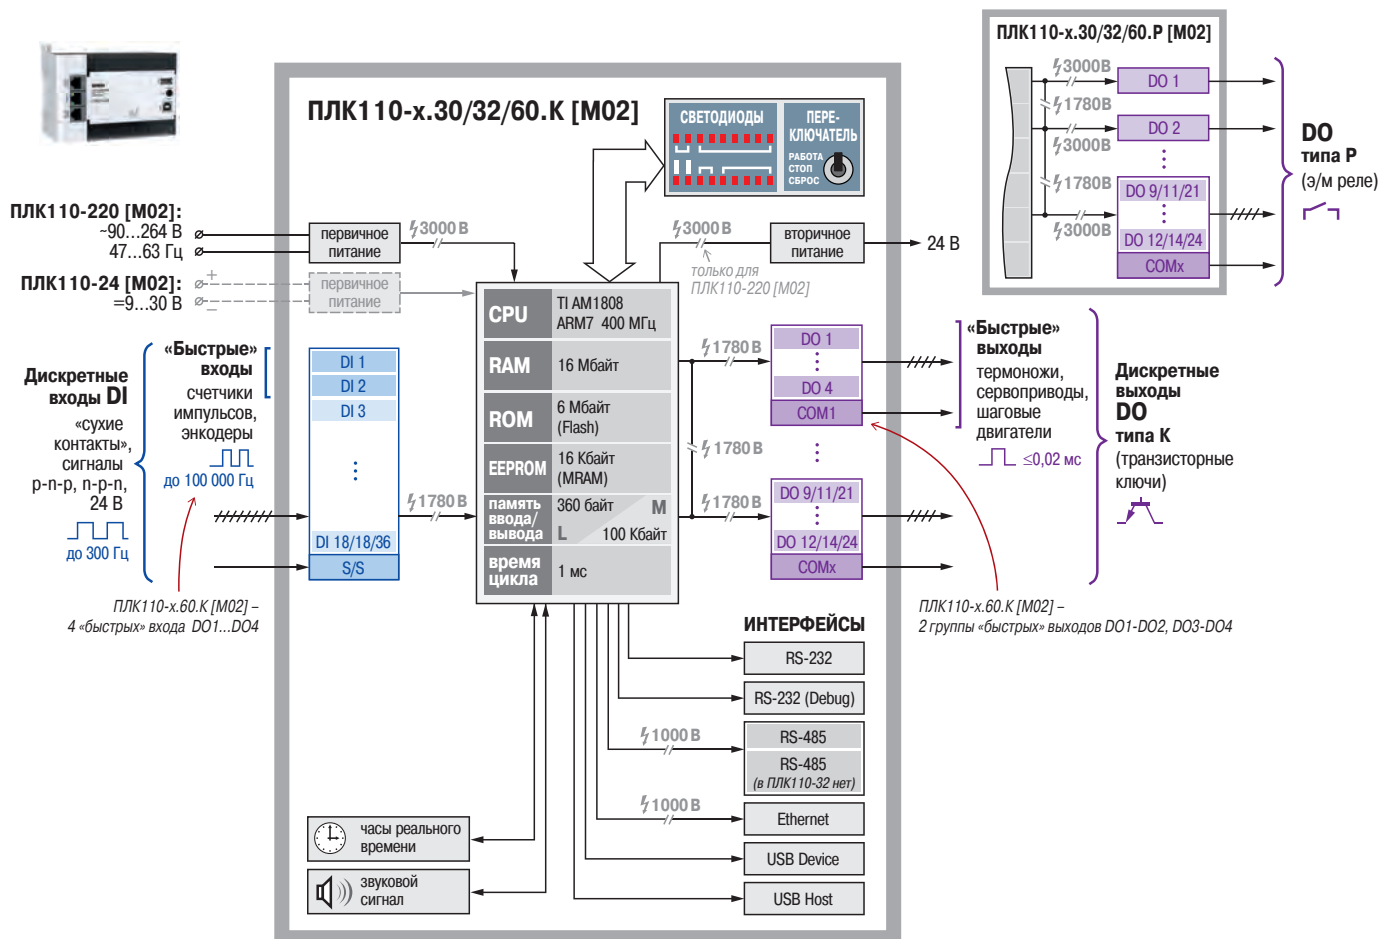 ПЛК110-x.30/32/60.Р [М02]
⚡3000В
DO 1
⚡1780В
DO 2
⚡3000В
⚡1780В
DO 9/11/21
⚡3000В
DO 12/14/24
COMx
DO
типа Р
(э/м реле)
ПЛК110-x.30/32/60.К [М02]
СВЕТОДИОДЫ
ПЕРЕ-
КЛЮЧАТЕЛЬ
РАБОТА
СТОП
СБРОС
ПЛК110-220 [М02]:
~90...264 В
47...63 Гц
первичное
питание
⚡3000 В
⚡3000 В
вторичное
питание
24 В
только для
ПЛК110-220 [М02]
ПЛК110-24 [М02]:
=9...30 В
+
–
первичное
питание
CPU
TI AM1808
ARM7 400 МГц
RAM
16 Мбайт
ROM
6 Мбайт
(Flash)
EEPROM
16 Кбайт
(MRAM)
память
ввода/
вывода
360 байт
M
L
100 Кбайт
время
цикла
1 мс
Дискретные
входы DI
«сухие
контакты»,
сигналы
p-n-p, n-p-n,
24 В
до 300 Гц
«Быстрые»
входы
счетчики
импульсов,
энкодеры
до 100 000 Гц
DI 1
DI 2
DI 3
DI 18/18/36
S/S
⚡1780 В
ПЛК110-x.60.К [М02] –
4 «быстрых» входа DO1...DO4
⚡1780 В
DO 1
DO 4
COM1
⚡1780 В
⚡1780 В
DO 9/11/21
DO 12/14/24
COMx
«Быстрые»
выходы
термоножи,
сервоприводы,
шаговые
двигатели
≤0,02 мс
Дискретные
выходы
DO
типа К
(транзисторные
ключи)
ПЛК110-x.60.К [М02] –
2 группы «быстрых» выходов DO1-DO2, DO3-DO4
ИНТЕРФЕЙСЫ
RS-232
RS-232 (Debug)
⚡1000 В
RS-485
RS-485
(в ПЛК110-32 нет)
⚡1000 В
Ethernet
USB Device
USB Host
часы реального
времени
звуковой
сигнал